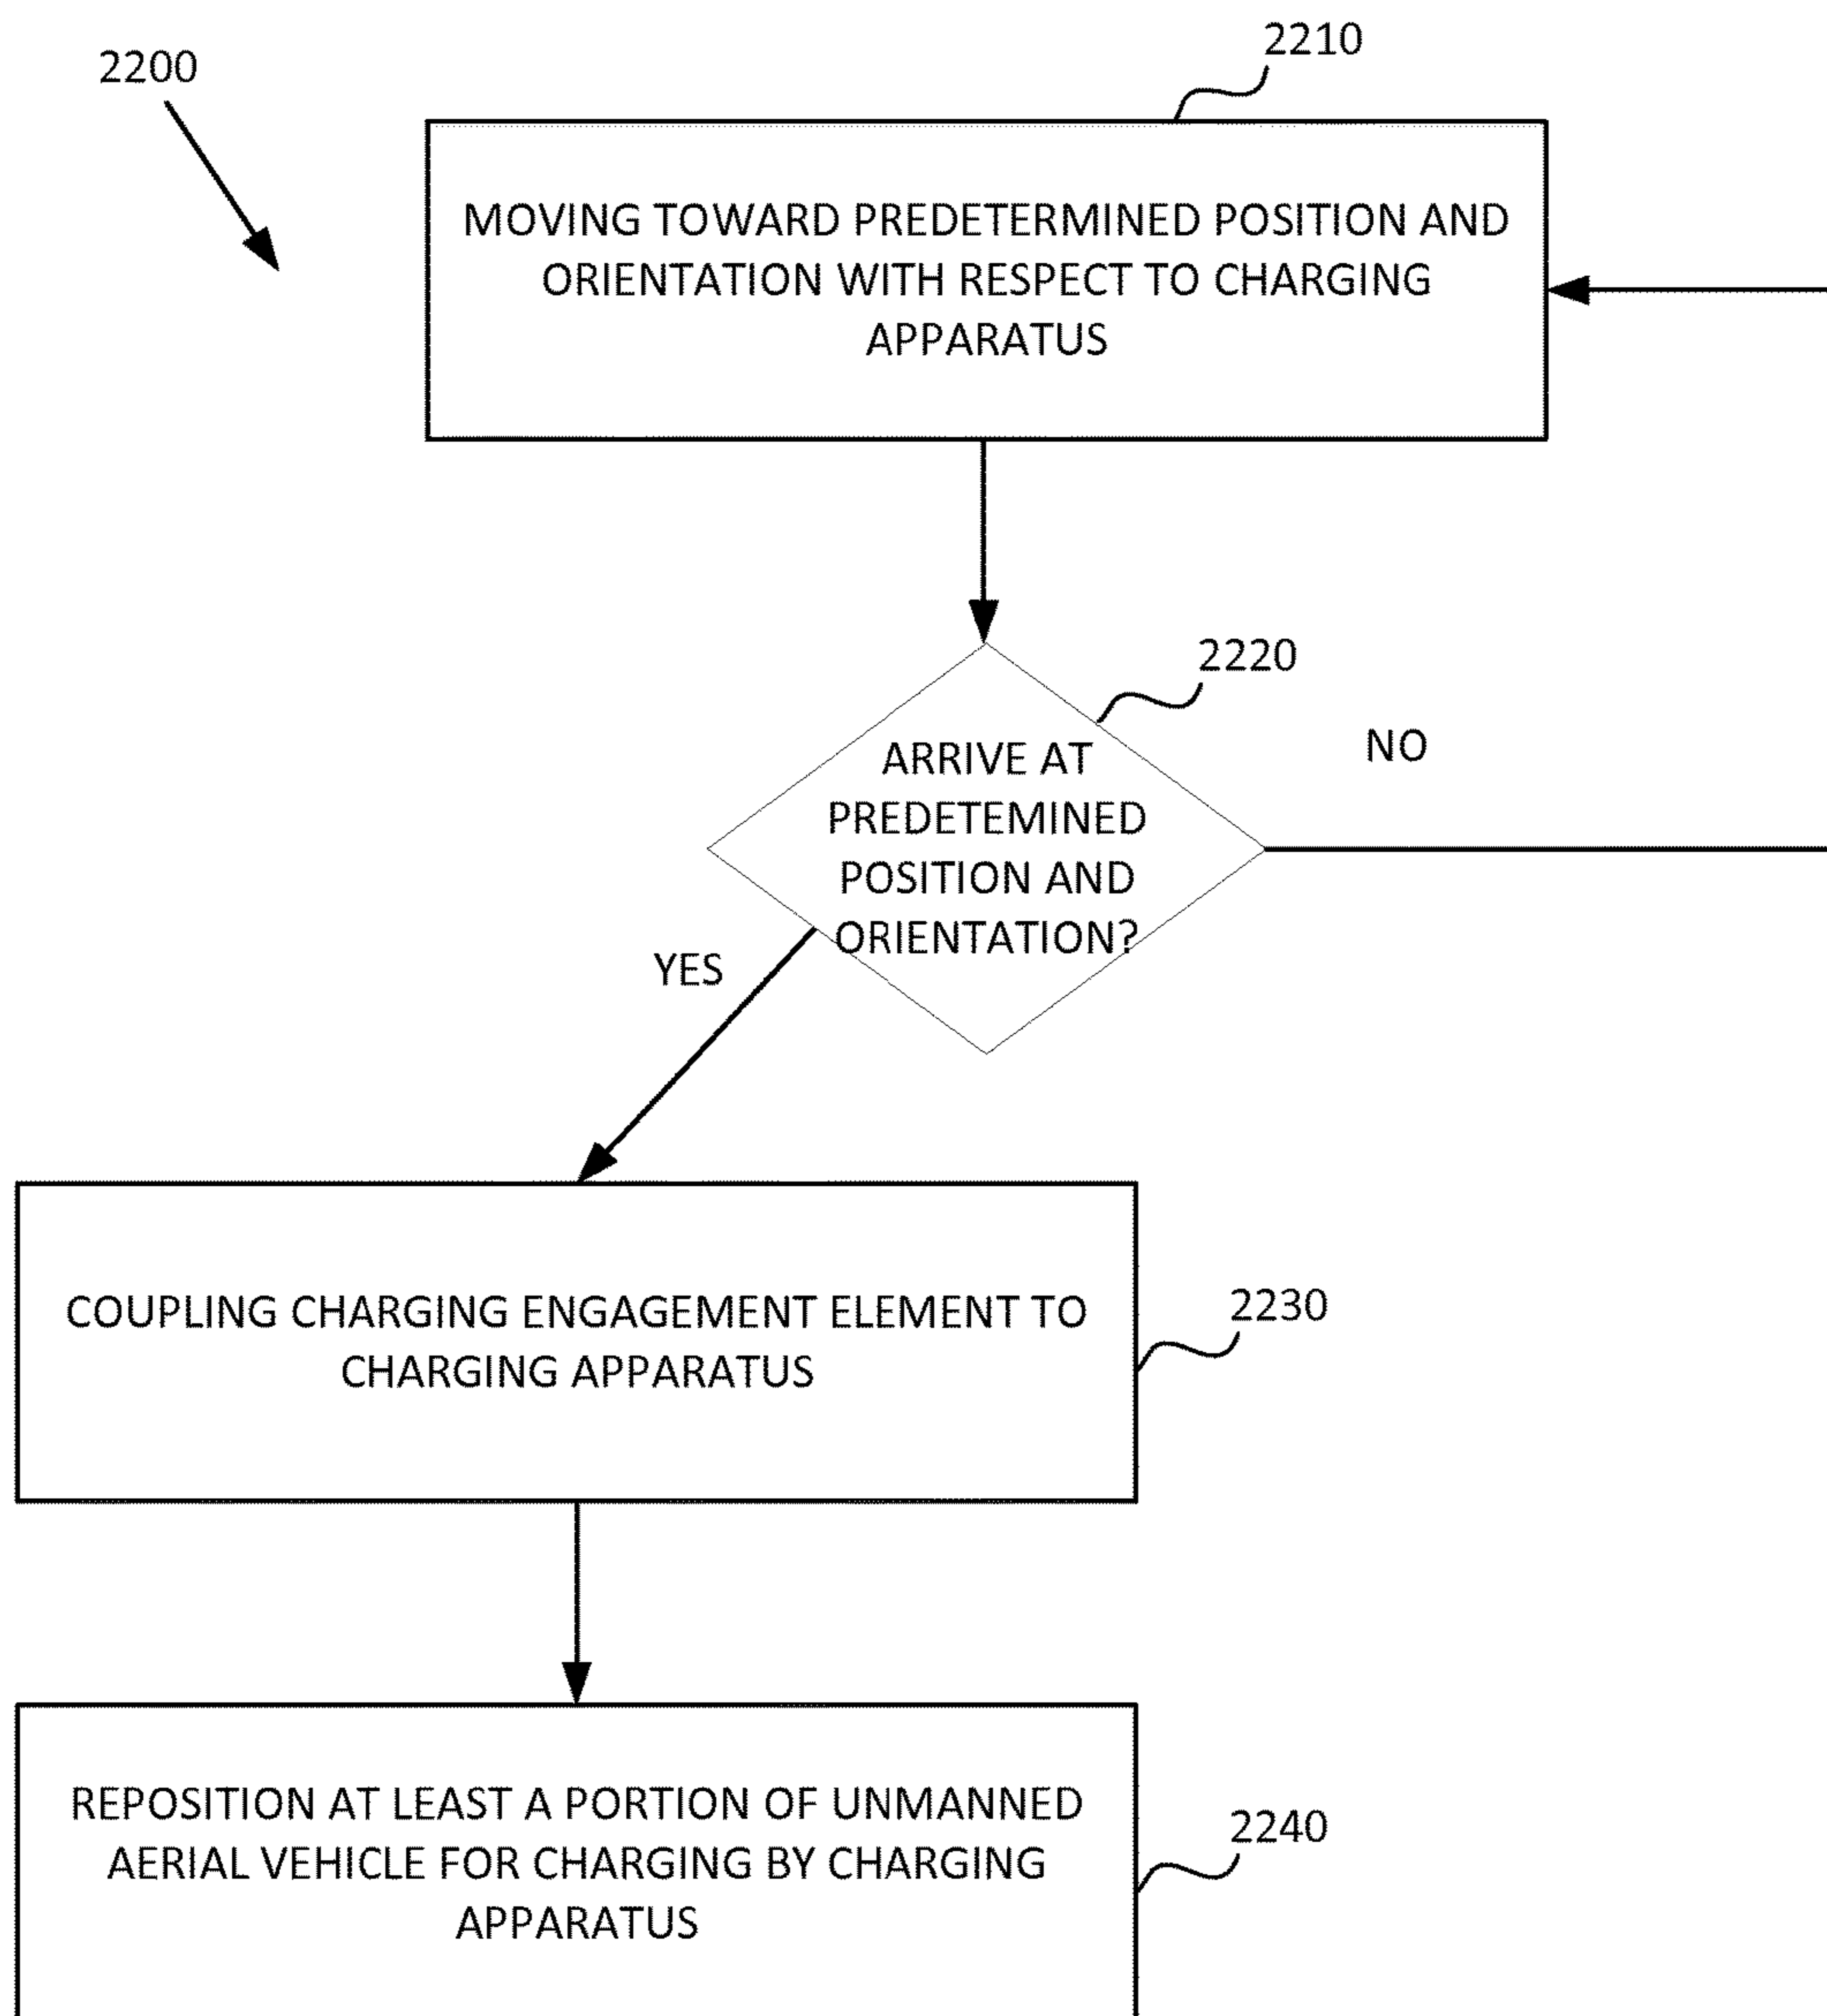 2200
2210
MOVING TOWARD PREDETERMINED POSITION AND
ORIENTATION WITH RESPECT TO CHARGING
APPARATUS
2220
ARRIVE AT
PREDETEMINED
POSITION AND
ORIENTATION?
NO
YES
COUPLING CHARGING ENGAGEMENT ELEMENT TO
CHARGING APPARATUS
2230
REPOSITION AT LEAST A PORTION OF UNMANNED
AERIAL VEHICLE FOR CHARGING BY CHARGING
APPARATUS
2240